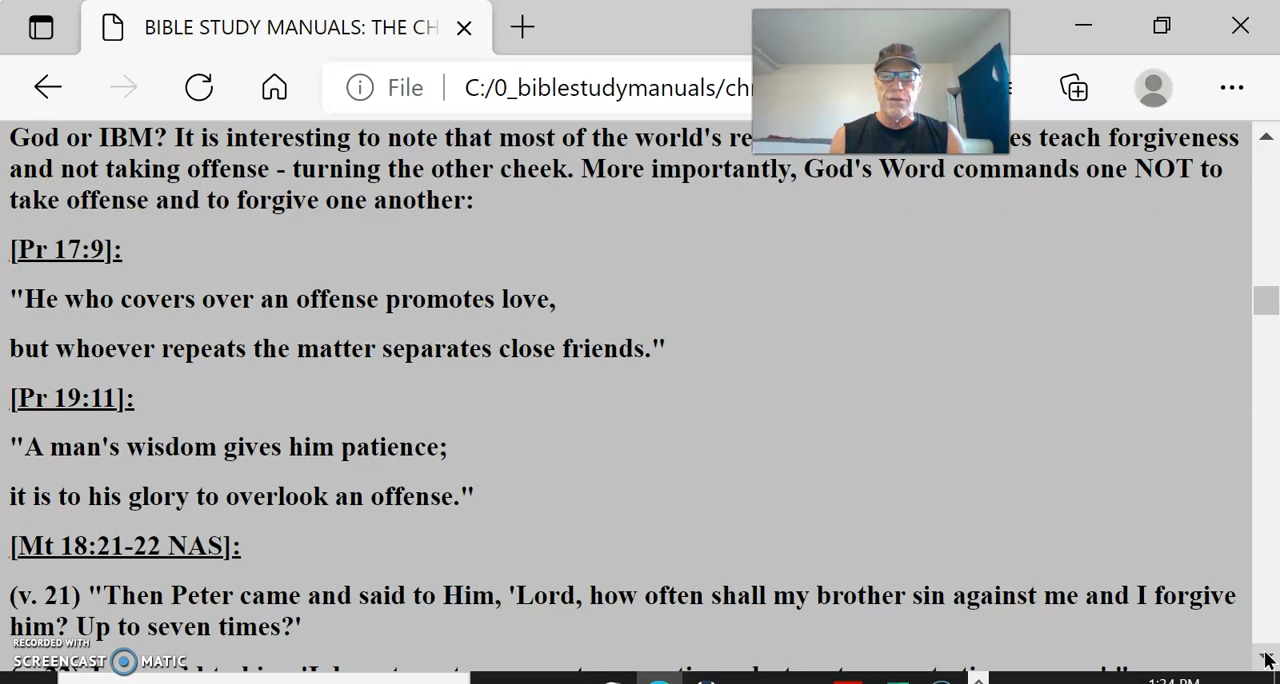 BIBLE STUDY MANUALS: THE CH
File
C:/0_biblestudymanuals/chr
God or IBM? It is interesting to note that most of the world's re es teach forgiveness
and not taking offense - turning the other cheek. More importantly, God's Word commands one NOT to
take offense and to forgive one another:
[Pr 17:9]:
"He who covers over an offense promotes love,
but whoever repeats the matter separates close friends."
[Pr 19:11]:
"A man's wisdom gives him patience;
it is to his glory to overlook an offense."
[Mt 18:21-22 NAS]:
(v. 21) "Then Peter came and said to Him, 'Lord, how often shall my brother sin against me and I forgive
him? Up to seven times?'
RECORDED WITH
SCREENCAST MATIC
1:34 PM